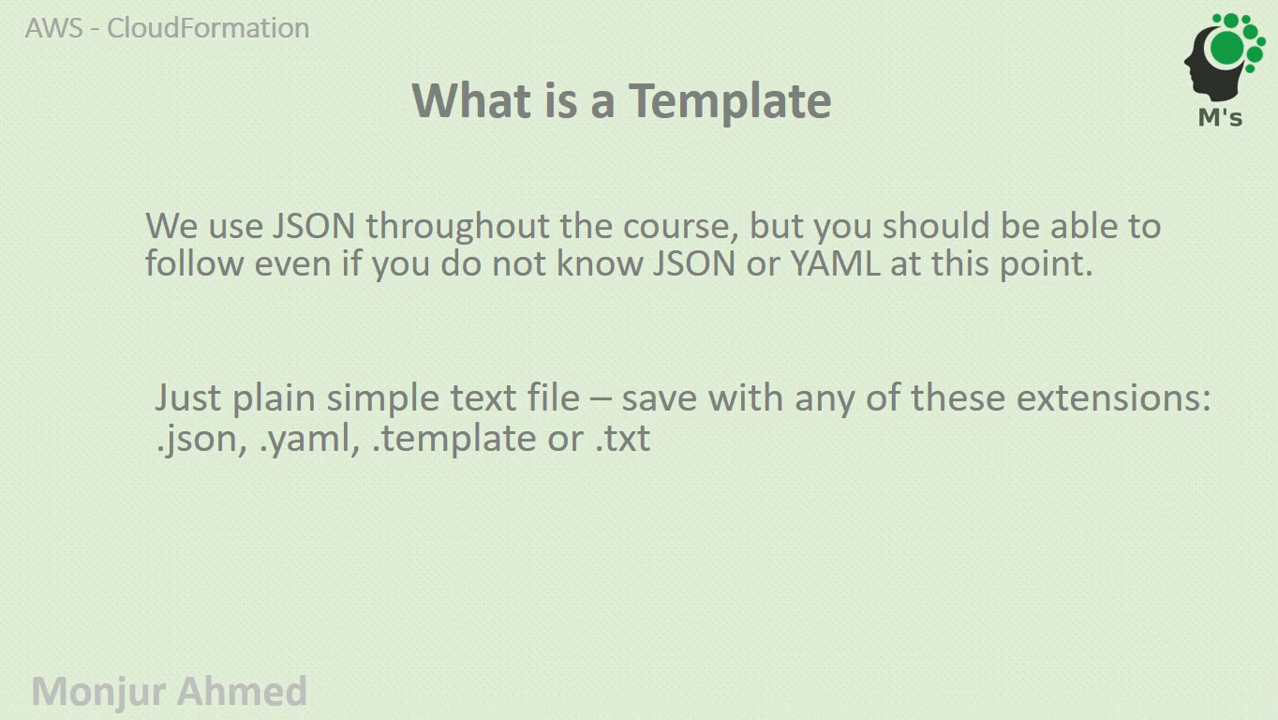 AWS - CloudFormation
M's
What is a Template
We use JSON throughout the course, but you should be able to
follow even if you do not know JSON or YAML at this point.
Just plain simple text file – save with any of these extensions:
.json, .yaml, .template or .txt
Monjur Ahmed